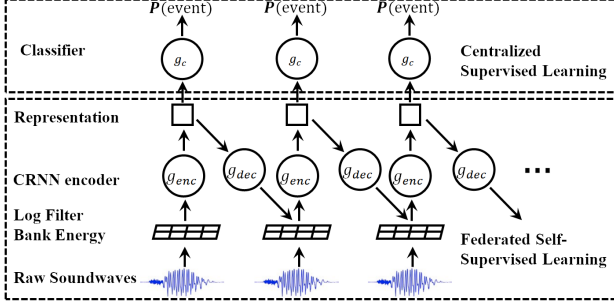 P(event) P(event) P(event)
Classifier g_c g_c g_c Centralized
Supervised Learning
Representation
CRNN encoder g_enc g_dec g_enc g_dec g_enc g_dec ...
Log Filter
Bank Energy
Federated Self-
Supervised Learning
Raw Soundwaves